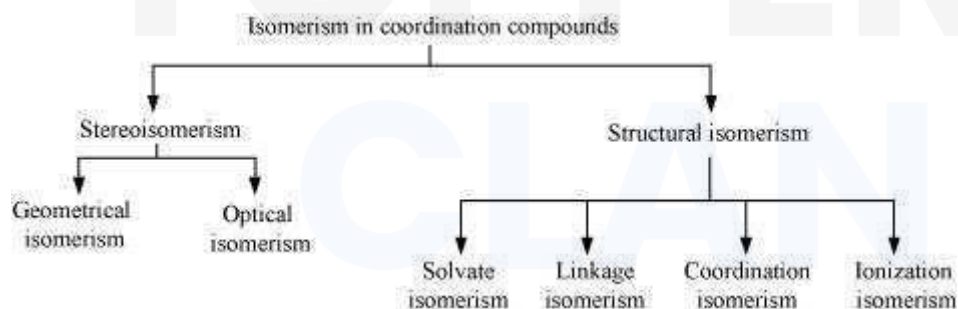 Isomerism in coordination compounds
Stereoisomerism
Structural isomerism
Geometrical
isomerism
Optical
isomerism
Solvate
isomerism
Linkage
isomerism
Coordination
isomerism
Ionization
isomerism
CLAN